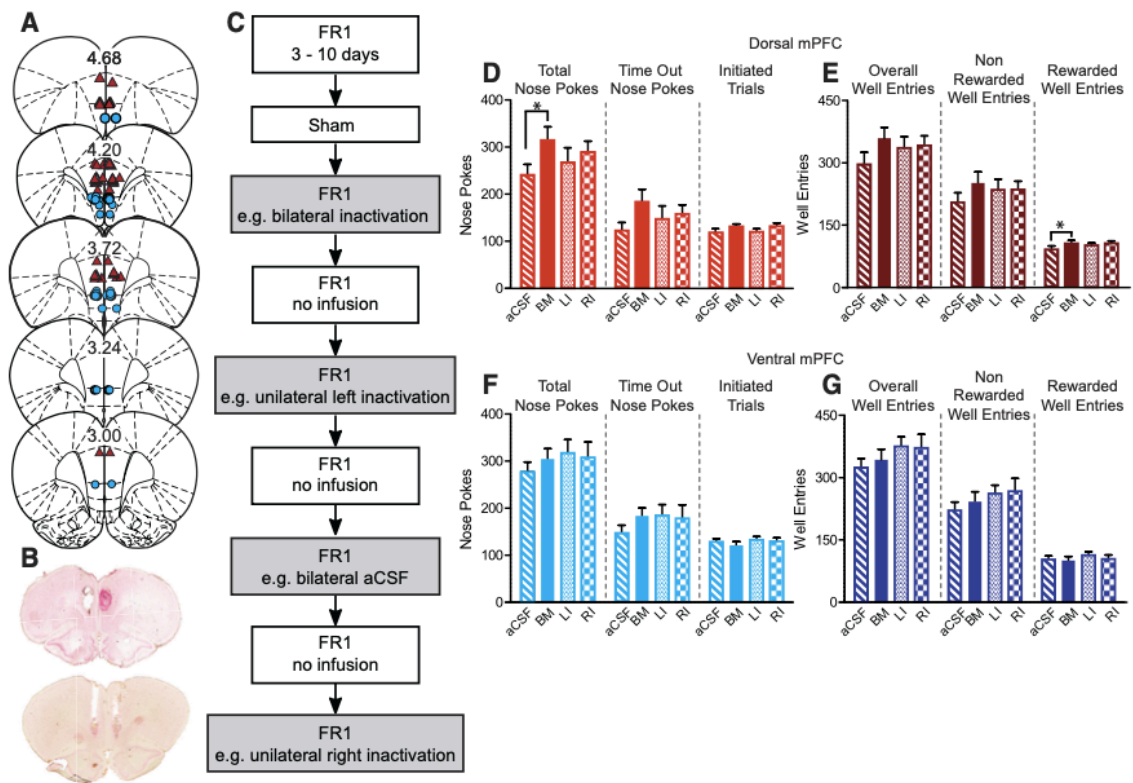 A
4.68
4.20
3.72
3.24
3.00
B
C
FR1
3 - 10 days
Sham
FR1
e.g. bilateral inactivation
FR1
no infusion
FR1
e.g. unilateral left inactivation
FR1
no infusion
FR1
e.g. bilateral aCSF
FR1
no infusion
FR1
e.g. unilateral right inactivation
Dorsal mPFC
D
Total
Nose Pokes
Time Out
Nose Pokes
Initiated
Trials
400
300
200
100
0
Nose Pokes
*
aCSF BM LI RI
aCSF BM LI RI
aCSF BM LI RI
E
Overall
Well Entries
Non
Rewarded
Well Entries
Rewarded
Well Entries
450
300
150
0
Well Entries
*
aCSF BM LI RI
aCSF BM LI RI
aCSF BM LI RI
Ventral mPFC
F
Total
Nose Pokes
Time Out
Nose Pokes
Initiated
Trials
400
300
200
100
0
Nose Pokes
aCSF BM LI RI
aCSF BM LI RI
aCSF BM LI RI
G
Overall
Well Entries
Non
Rewarded
Well Entries
Rewarded
Well Entries
450
300
150
0
Well Entries
aCSF BM LI RI
aCSF BM LI RI
aCSF BM LI RI